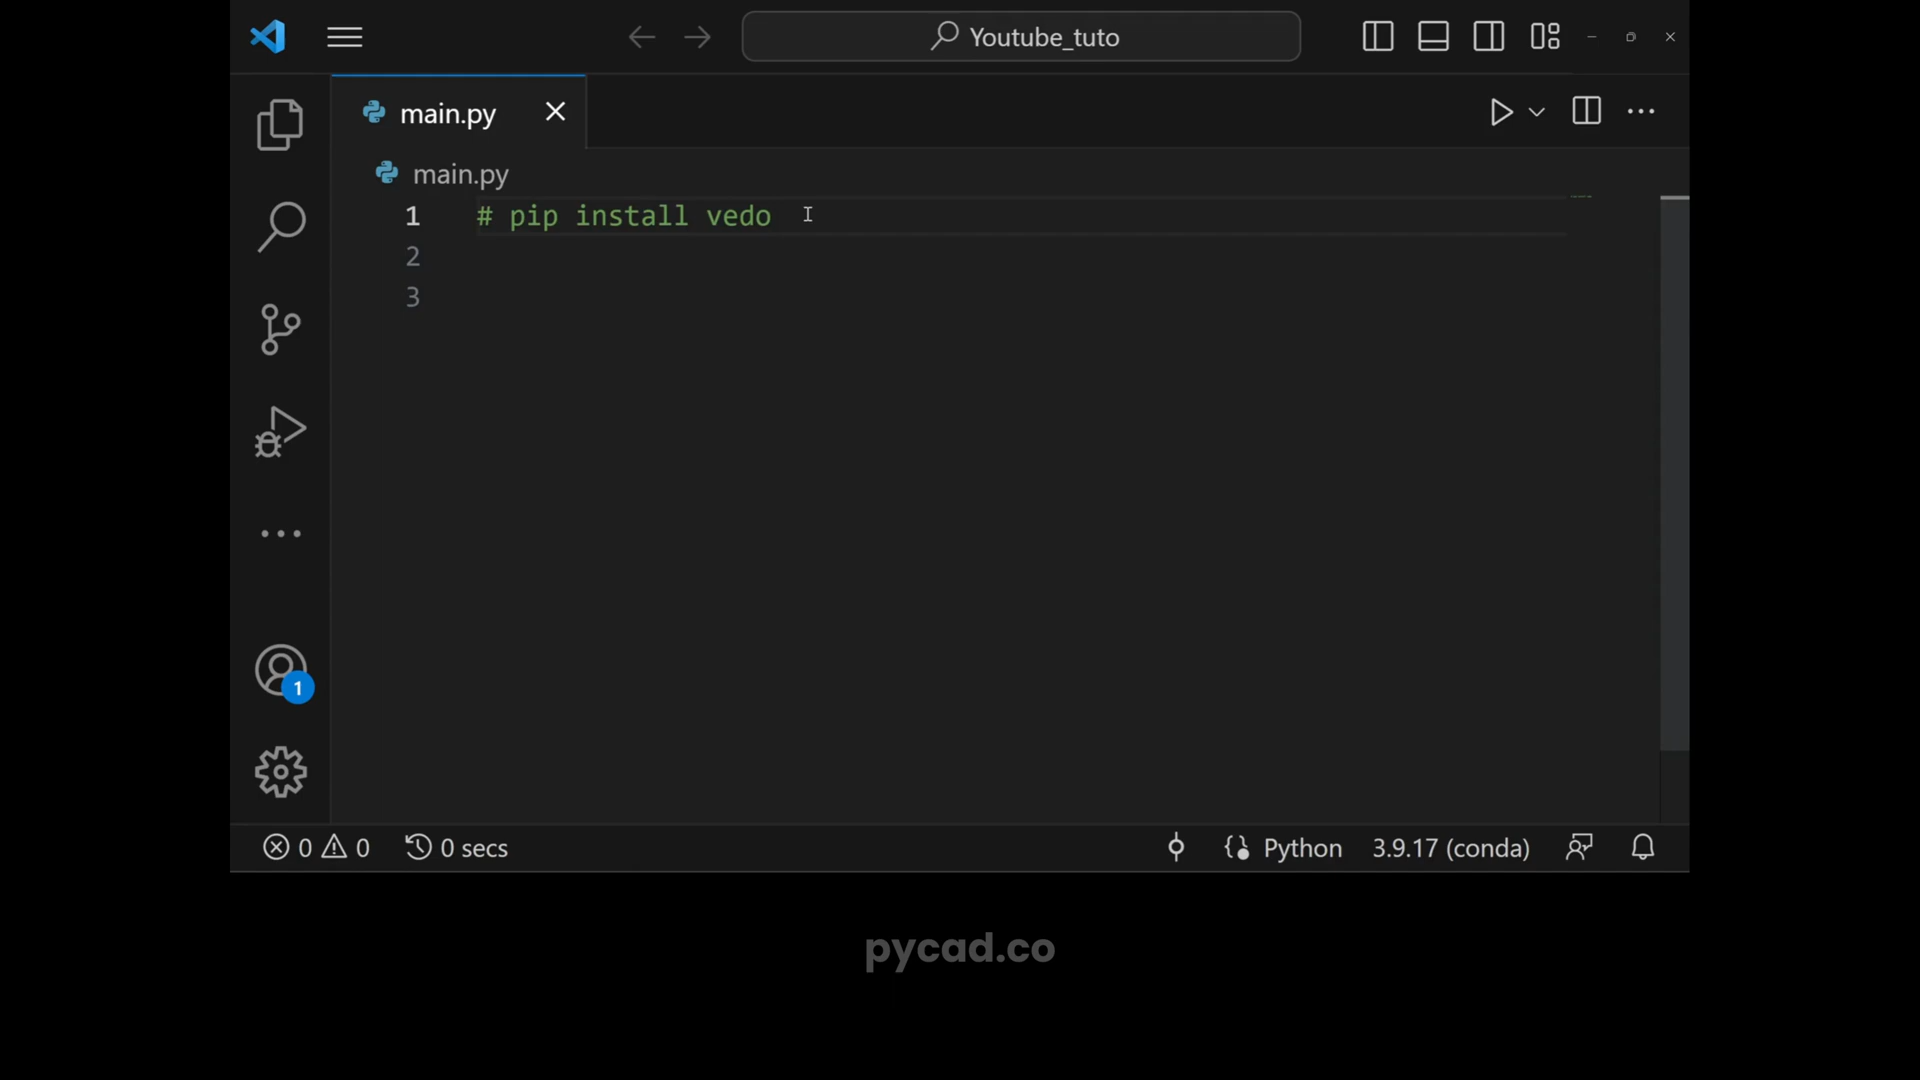 Youtube_tuto
main.py
main.py
1 # pip install vedo
2
3
1
0 0 0 secs
Python 3.9.17 (conda)
pycad.co